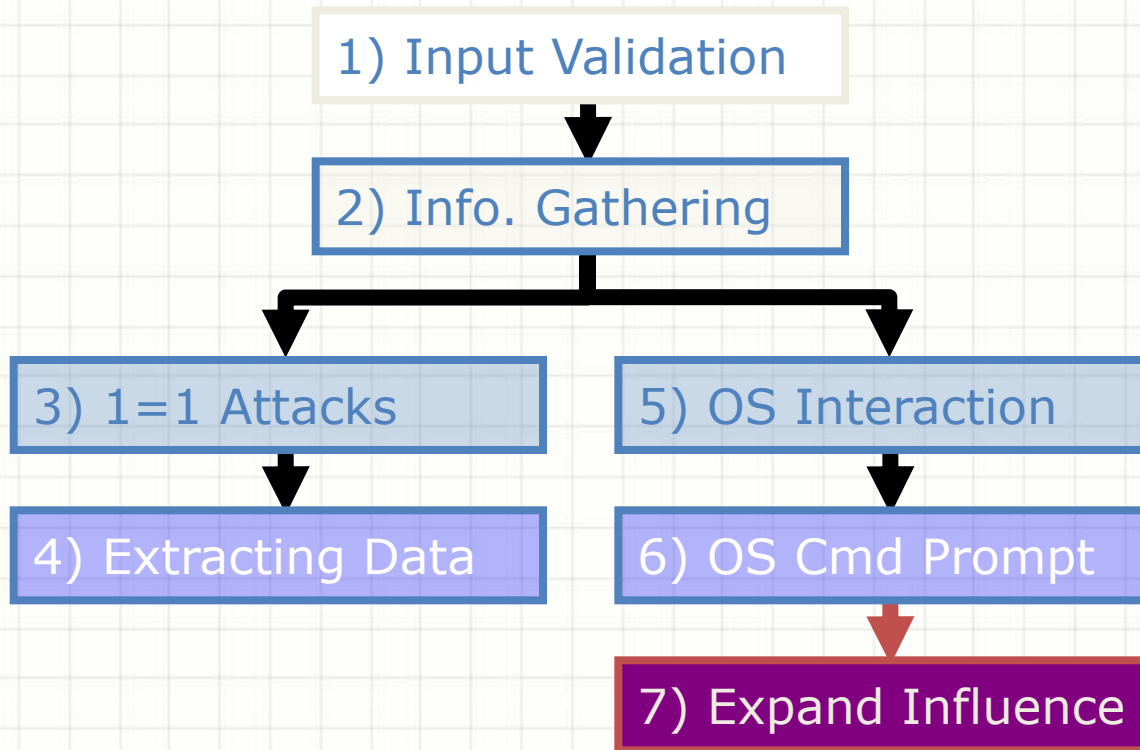 1) Input Validation
2) Info. Gathering
3) 1=1 Attacks
5) OS Interaction
4) Extracting Data
6) OS Cmd Prompt
7) Expand Influence